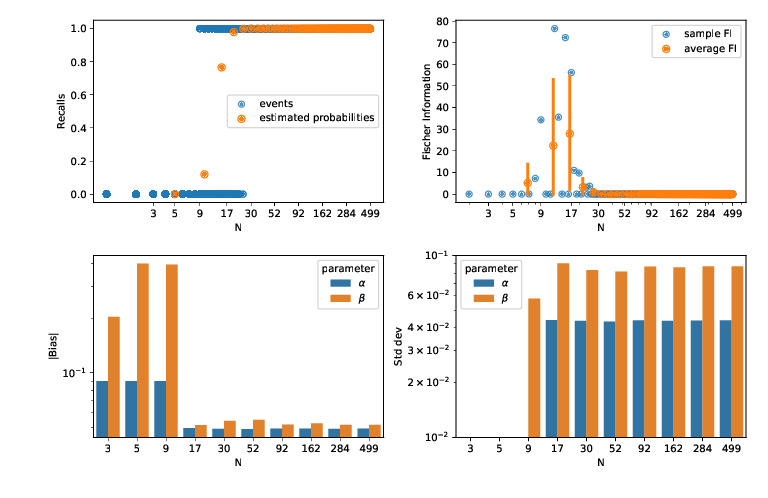 1.0
0.8
0.6
0.4
0.2
0.0
Recalls
events
estimated probabilities
3 5 9 17 30 52 92 162 284 499
N
80
70
60
50
40
30
20
10
0
Fischer Information
sample FI
average FI
3 5 9 17 30 52 92 162 284 499
N
10⁻¹
|Bias|
parameter
α
β
3 5 9 17 30 52 92 162 284 499
N
10⁻¹
6 × 10⁻²
4 × 10⁻²
2 × 10⁻²
10⁻²
Std dev
parameter
α
β
3 5 9 17 30 52 92 162 284 499
N